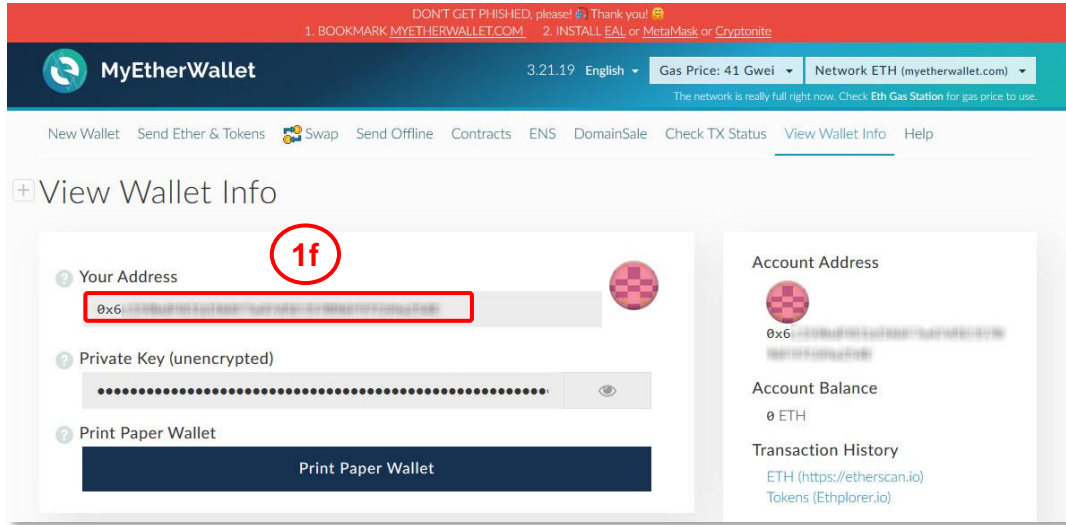 DON'T GET PHISHED, please! Thank you!
1. BOOKMARK MYETHERWALLET.COM 2. INSTALL EAL or MetaMask or Cryptonite
MyEtherWallet
3.21.19 English Gas Price: 41 Gwei Network ETH (myetherwallet.com)
The network is really full right now. Check Eth Gas Station for gas price to use.
New Wallet Send Ether & Tokens Swap Send Offline Contracts ENS DomainSale Check TX Status View Wallet Info Help
+ View Wallet Info
1f
? Your Address
0x6
? Private Key (unencrypted)
? Print Paper Wallet
Print Paper Wallet
Account Address
0x6
Account Balance
0 ETH
Transaction History
ETH (https://etherscan.io)
Tokens (Ethplorer.io)